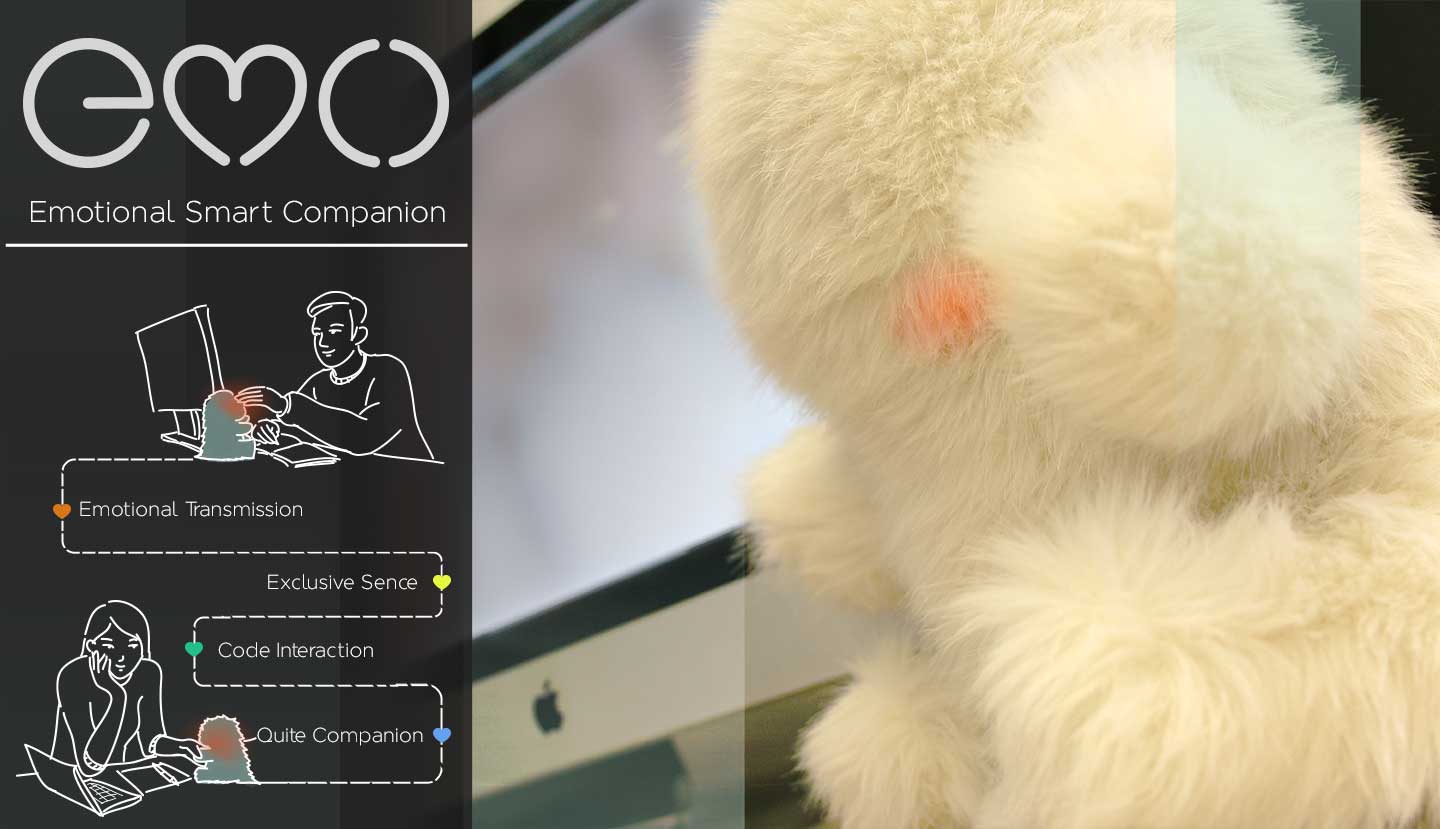 emo
Emotional Smart Companion
Emotional Transmission
Exclusive Sence
Code Interaction
Quite Companion